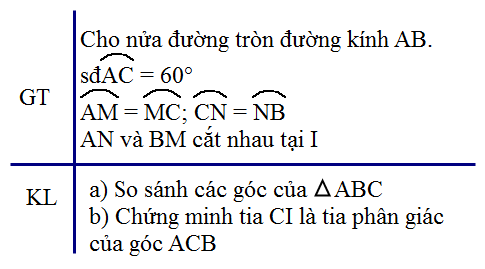 GT
Cho nửa đường tròn đường kính AB.
sđAC = 60°
AM = MC; CN = NB
AN và BM cắt nhau tại I
KL
a) So sánh các góc của △ABC
b) Chứng minh tia CI là tia phân giác
của góc ACB